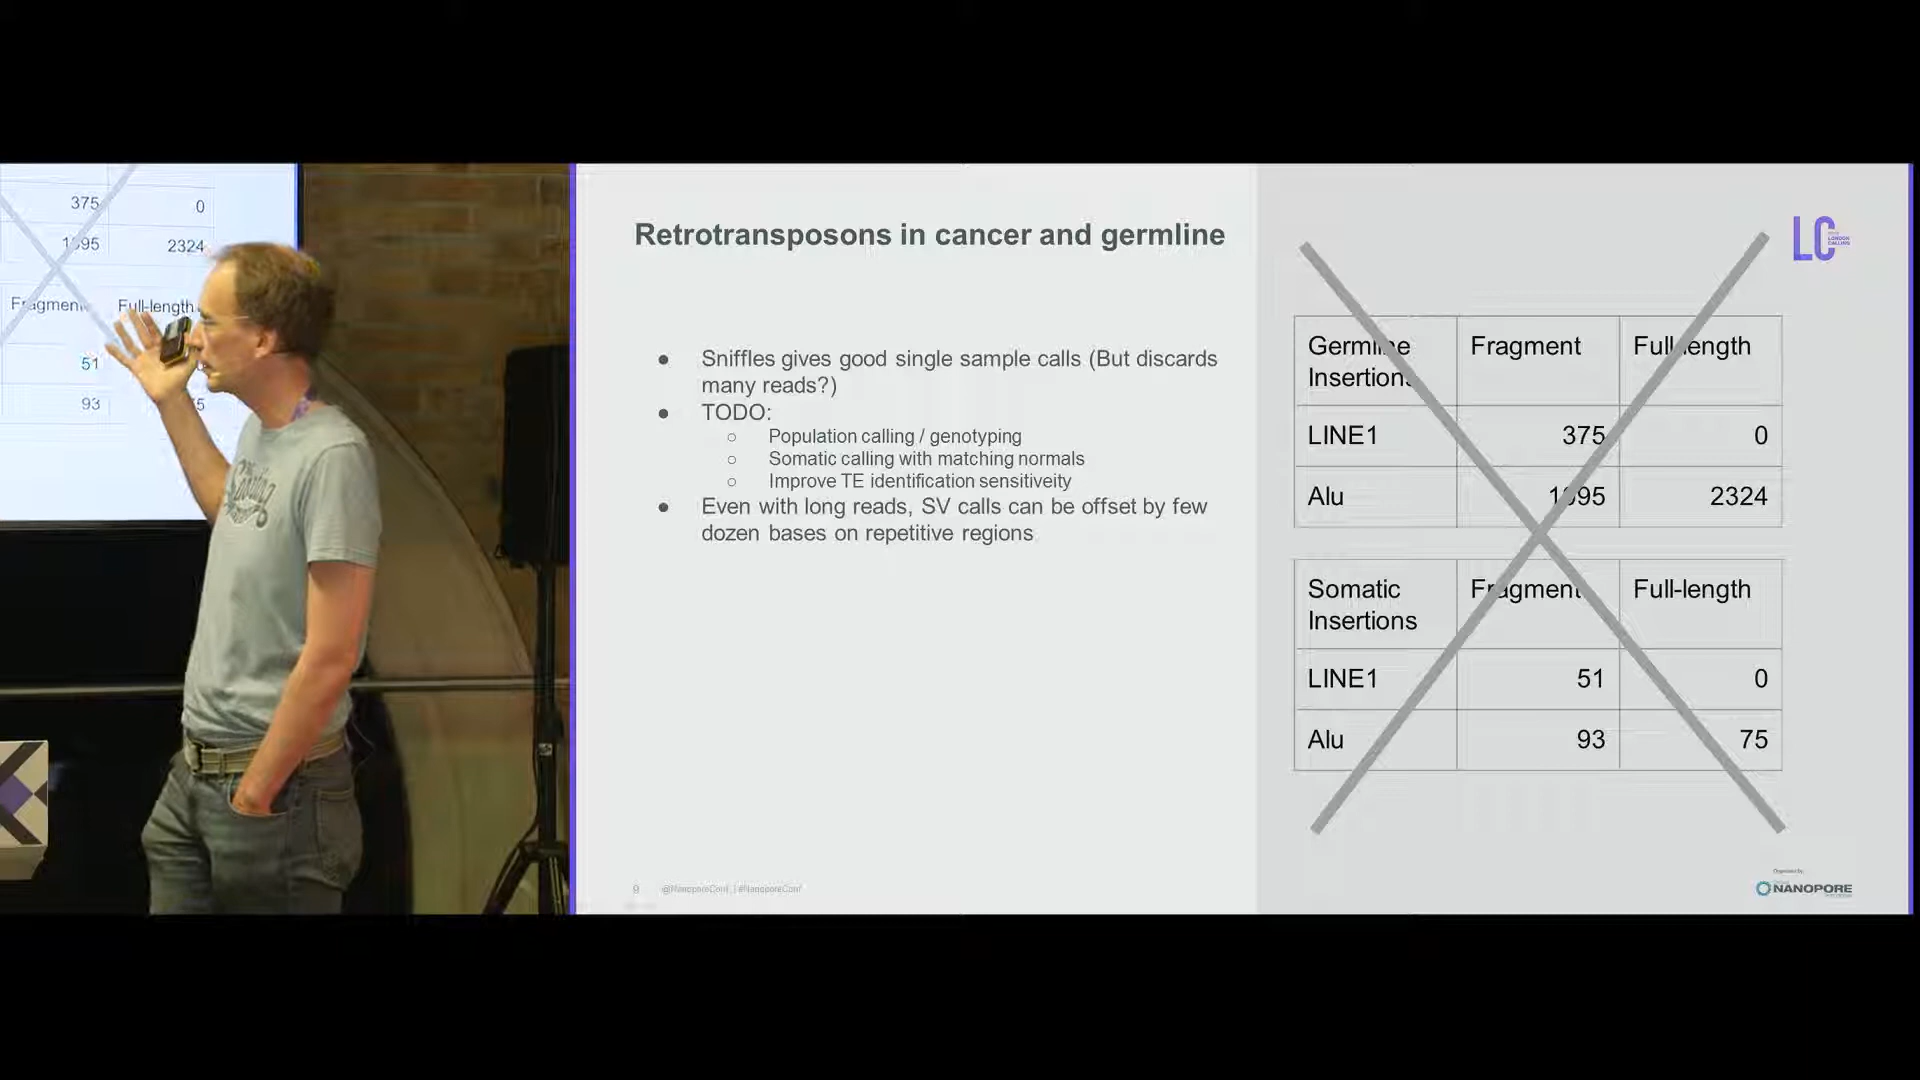 375 0
2324
Full-length
51
93
Retrotransposons in cancer and germline
LC
LONDON
CALLING
● Sniffles gives good single sample calls (But discards
many reads?)
● TODO:
○ Population calling / genotyping
○ Somatic calling with matching normals
○ Improve TE identification sensitivity
● Even with long reads, SV calls can be offset by few
dozen bases on repetitive regions
Germline Fragment Full-length
Insertions
LINE1 375 0
Alu 2324
Somatic Fragment Full-length
Insertions
LINE1 51 0
Alu 93 75
9 @NanoporeConf | #NanoporeConf
Organised by
NANOPORE